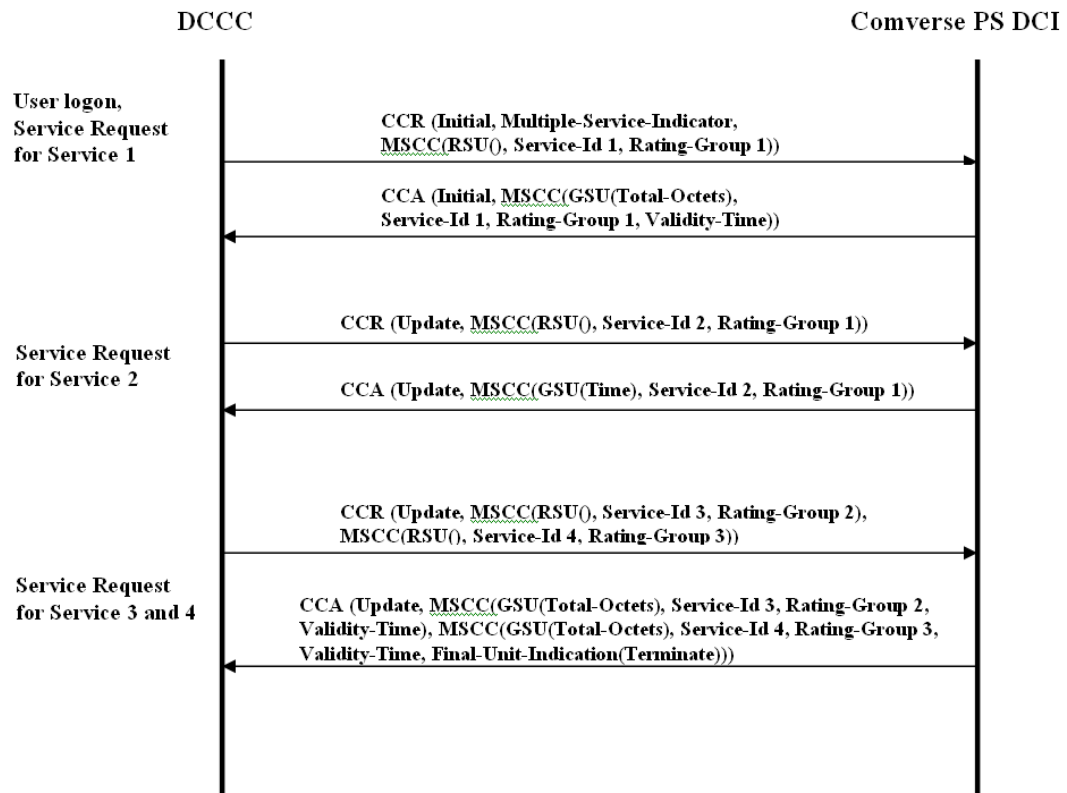 DCCC
Comverse PS DCI
User logon,
Service Request
for Service 1
CCR (Initial, Multiple-Service-Indicator,
MSCC(RSU(), Service-Id 1, Rating-Group 1))
CCA (Initial, MSCC(GSU(Total-Octets),
Service-Id 1, Rating-Group 1, Validity-Time))
CCR (Update, MSCC(RSU(), Service-Id 2, Rating-Group 1))
Service Request
for Service 2
CCA (Update, MSCC(GSU(Time), Service-Id 2, Rating-Group 1))
CCR (Update, MSCC(RSU(), Service-Id 3, Rating-Group 2),
MSCC(RSU(), Service-Id 4, Rating-Group 3))
Service Request
for Service 3 and 4
CCA (Update, MSCC(GSU(Total-Octets), Service-Id 3, Rating-Group 2,
Validity-Time), MSCC(GSU(Total-Octets), Service-Id 4, Rating-Group 3,
Validity-Time, Final-Unit-Indication(Terminate)))